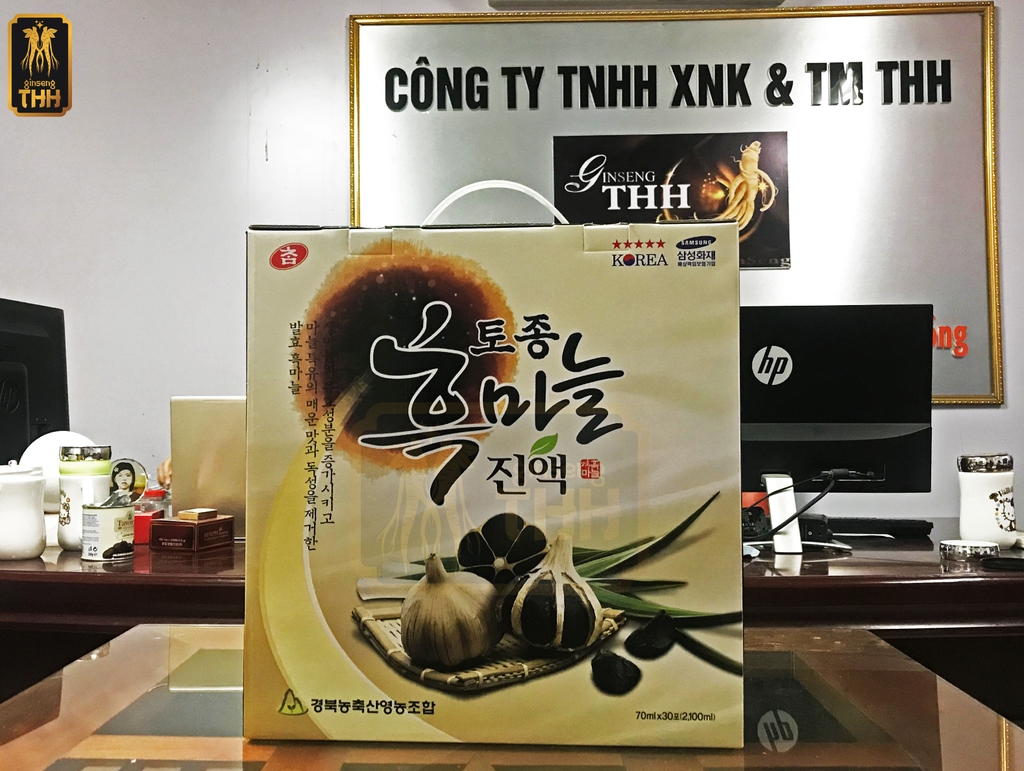 ginseng
THH
CÔNG TY TNHH XNK & TM THH
GINSENG
THH
참
★★★★★
KOREA
SAMSUNG
삼성화재
토종
흑마늘
진액
성분을 증가시키고
마늘 특유의 매운맛과 독성을 제거한
발효 흑마늘
hp
경북농축산영농조합
70ml x 30포(2,100ml)